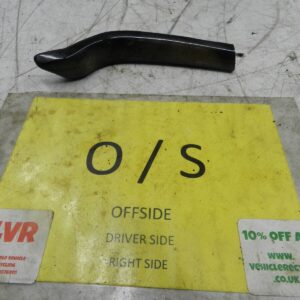 O / S
OFFSIDE
DRIVER SIDE
RIGHT SIDE
VR
10% OFF A
WWW.
VEHICLEREC
CO.UK